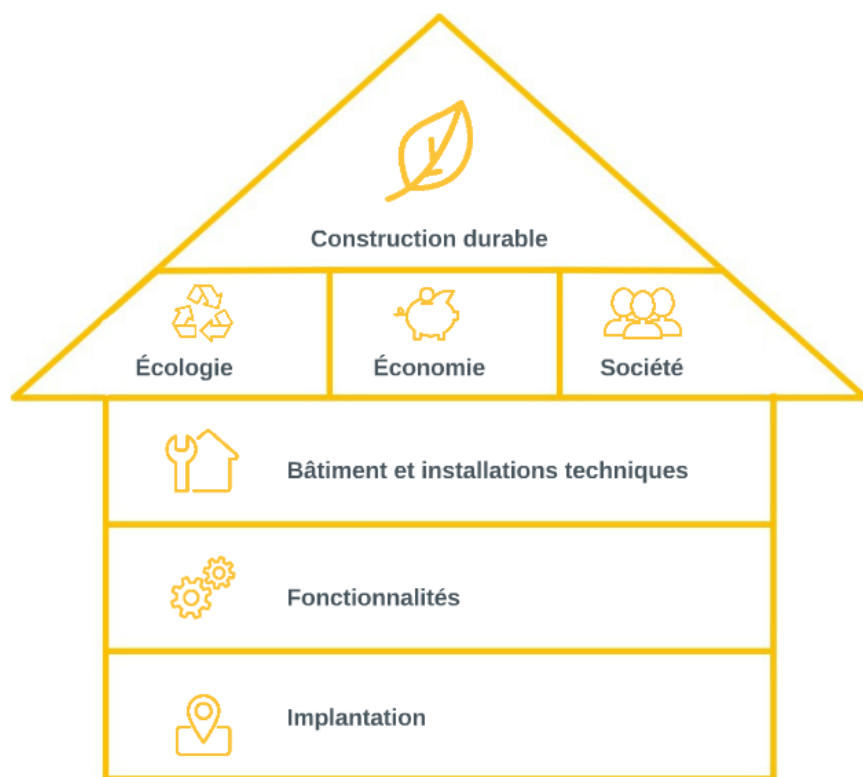 Construction durable
Écologie
Économie
Société
Bâtiment et installations techniques
Fonctionnalités
Implantation